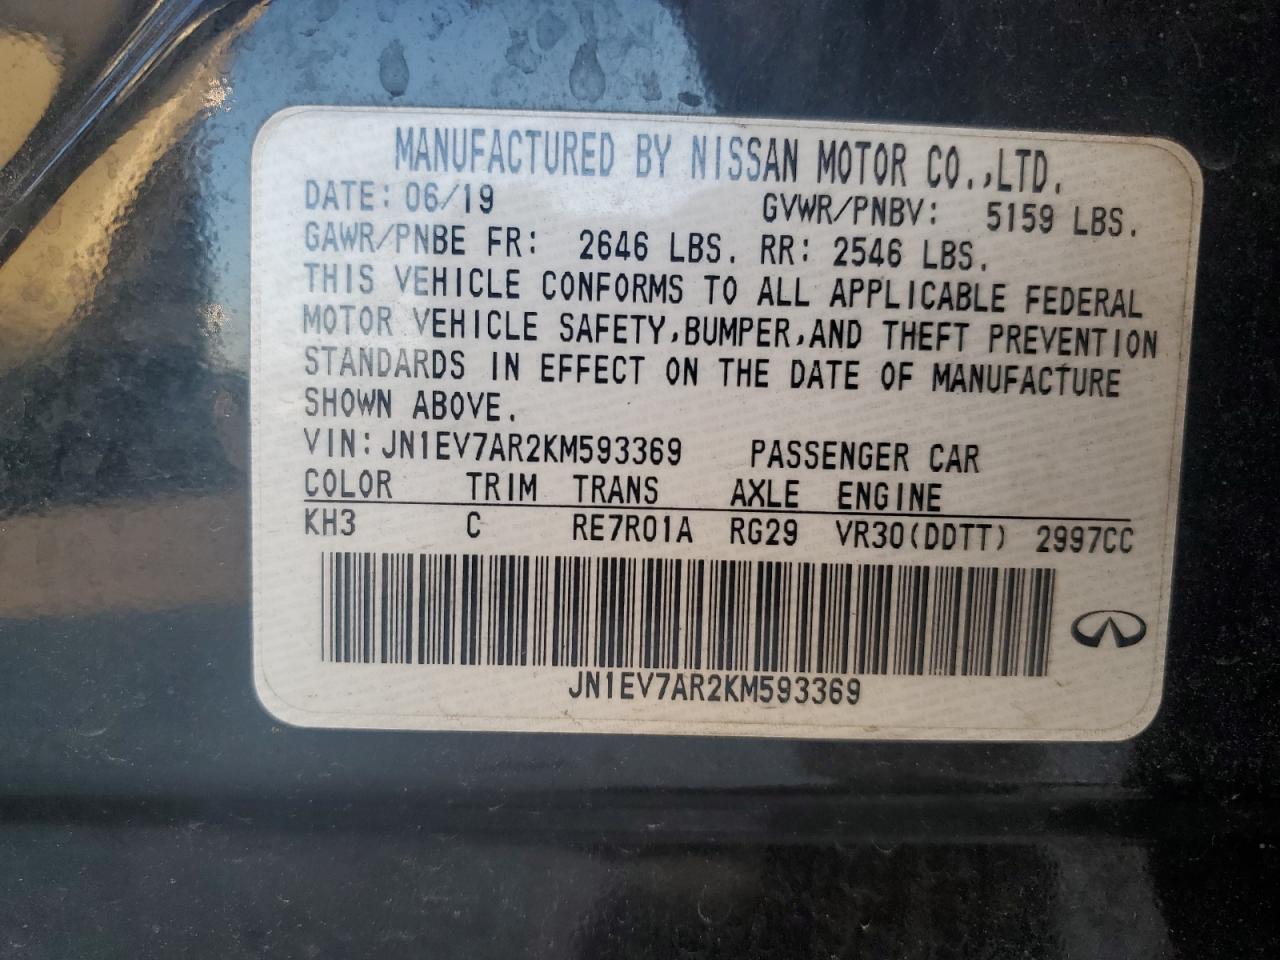 MANUFACTURED BY NISSAN MOTOR CO.,LTD.
DATE: 06/19 GVWR/PNBV: 5159 LBS.
GAWR/PNBE FR: 2646 LBS. RR: 2546 LBS.
THIS VEHICLE CONFORMS TO ALL APPLICABLE FEDERAL
MOTOR VEHICLE SAFETY,BUMPER,AND THEFT PREVENTION
STANDARDS IN EFFECT ON THE DATE OF MANUFACTURE
SHOWN ABOVE.
VIN: JN1EV7AR2KM593369 PASSENGER CAR
COLOR TRIM TRANS AXLE ENGINE
KH3 C RE7R01A RG29 VR30(DDTT) 2997CC
JN1EV7AR2KM593369